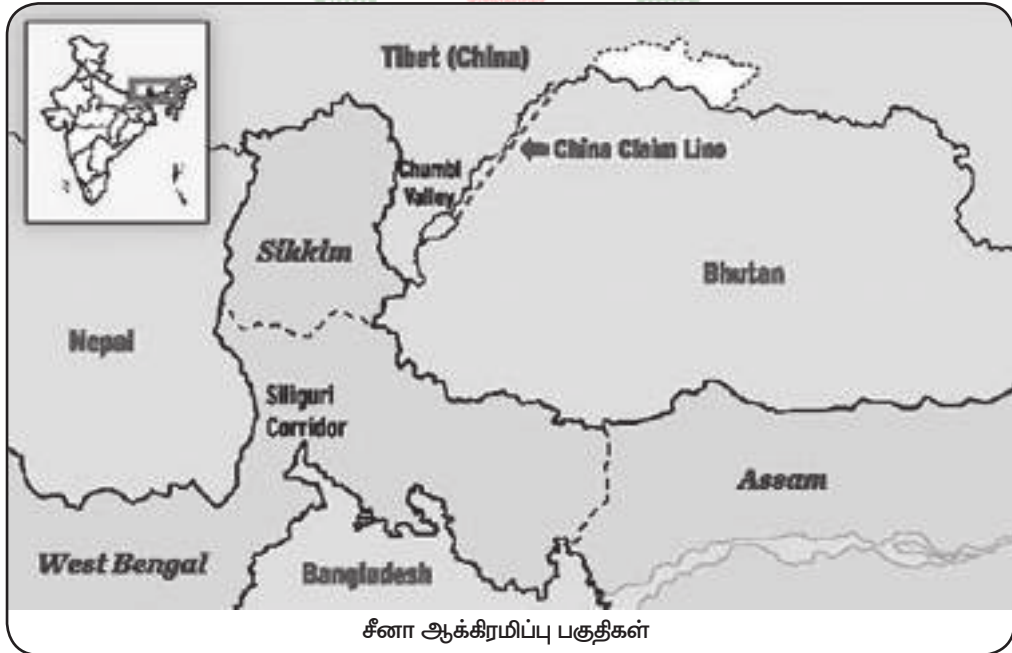 Tibet (China)
China Claim Line
Chumbi
Valley
Sikkim
Bhutan
Nepal
Siliguri
Corridor
Assam
West Bengal
Bangladesh
சீனா ஆக்கிரமிப்பு பகுதிகள்